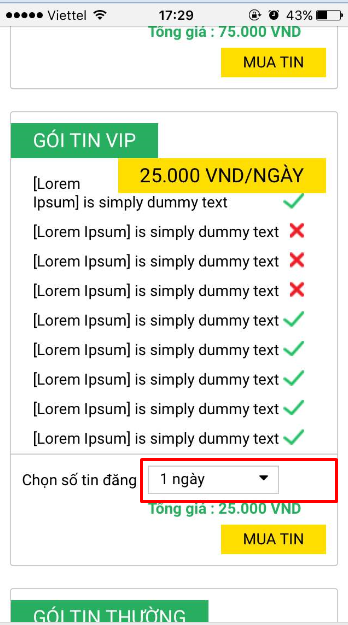 Viettel 17:29 43%
Tổng giá : 75.000 VND
MUA TIN
GÓI TIN VIP
25.000 VND/NGÀY
[Lorem
Ipsum] is simply dummy text
[Lorem Ipsum] is simply dummy text
[Lorem Ipsum] is simply dummy text
[Lorem Ipsum] is simply dummy text
[Lorem Ipsum] is simply dummy text
[Lorem Ipsum] is simply dummy text
[Lorem Ipsum] is simply dummy text
[Lorem Ipsum] is simply dummy text
[Lorem Ipsum] is simply dummy text
Chọn số tin đăng 1 ngày
Tổng giá : 25.000 VND
MUA TIN
GÓI TIN THƯỜNG